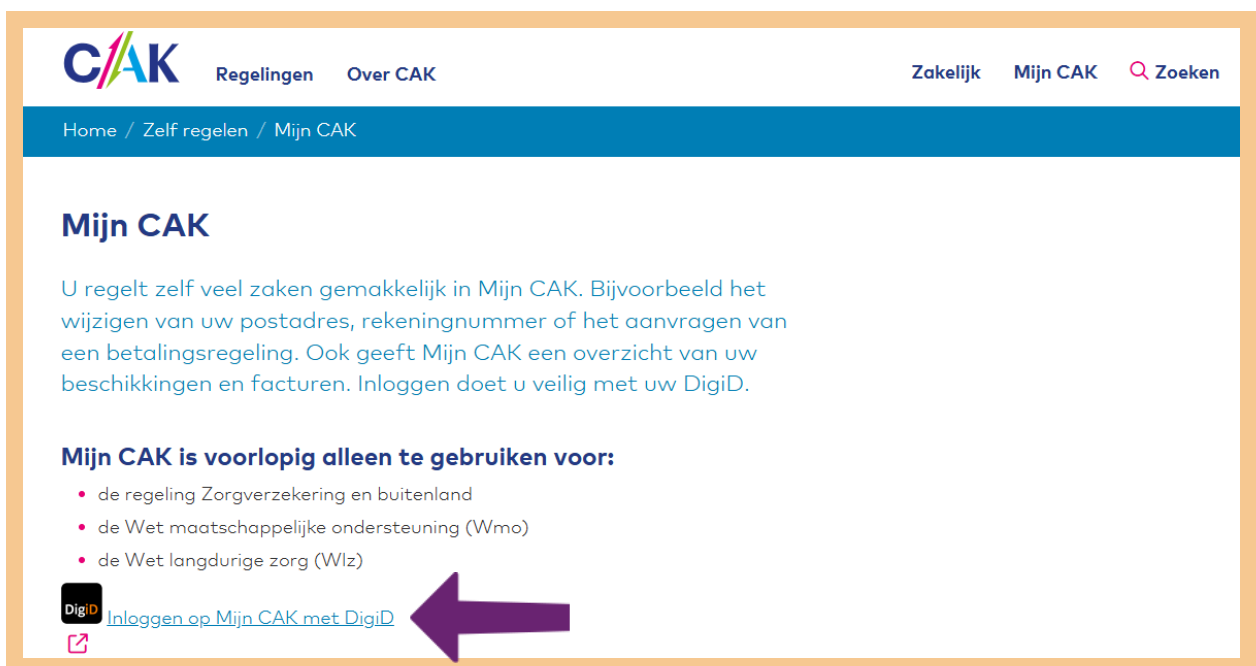 CAK Regelingen Over CAK Zakelijk Mijn CAK Zoeken
Home / Zelf regelen / Mijn CAK
Mijn CAK
U regelt zelf veel zaken gemakkelijk in Mijn CAK. Bijvoorbeeld het
wijzigen van uw postadres, rekeningnummer of het aanvragen van
een betalingsregeling. Ook geeft Mijn CAK een overzicht van uw
beschikkingen en facturen. Inloggen doet u veilig met uw DigiD.
Mijn CAK is voorlopig alleen te gebruiken voor:
• de regeling Zorgverzekering en buitenland
• de Wet maatschappelijke ondersteuning (Wmo)
• de Wet langdurige zorg (Wlz)
DigiD Inloggen op Mijn CAK met DigiD